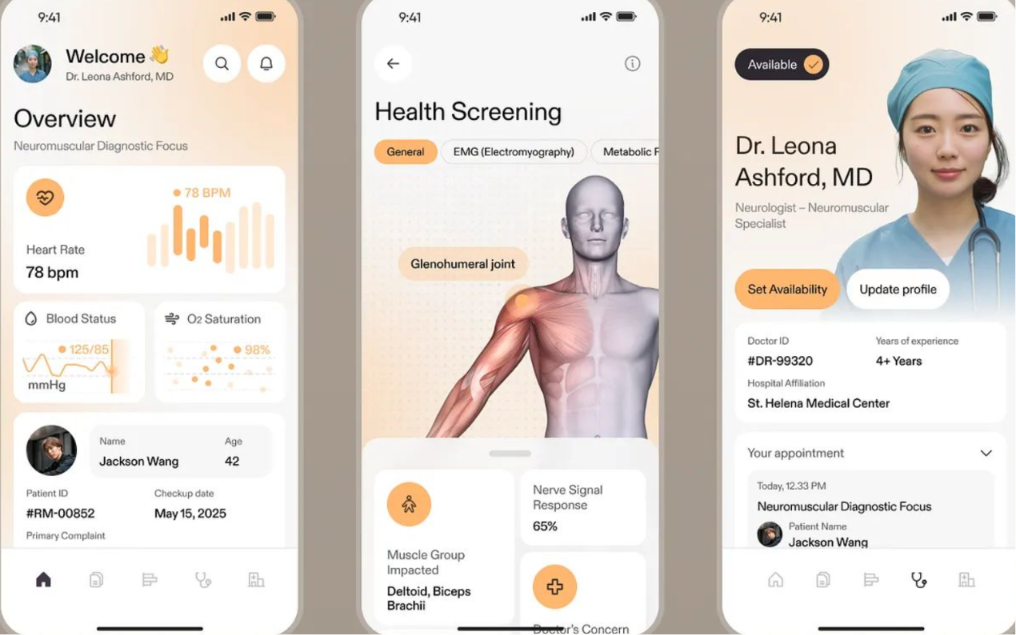 9:41
Welcome 👋
Dr. Leona Ashford, MD
Overview
Neuromuscular Diagnostic Focus
78 BPM
Heart Rate
78 bpm
Blood Status
125/85
mmHg
O2 Saturation
98%
Name
Age
Jackson Wang
42
Patient ID
Checkup date
#RM-00852
May 15, 2025
Primary Complaint
9:41
Health Screening
General
EMG (Electromyography)
Metabolic
Glenohumeral joint
Muscle Group
Impacted
Deltoid, Biceps
Brachii
Nerve Signal
Response
65%
Doctor's Concern
9:41
Available
Dr. Leona
Ashford, MD
Neurologist – Neuromuscular
Specialist
Set Availability
Update profile
Doctor ID
Years of experience
#DR-99320
4+ Years
Hospital Affiliation
St. Helena Medical Center
Your appointment
Today, 12.33 PM
Neuromuscular Diagnostic Focus
Patient Name
Jackson Wang